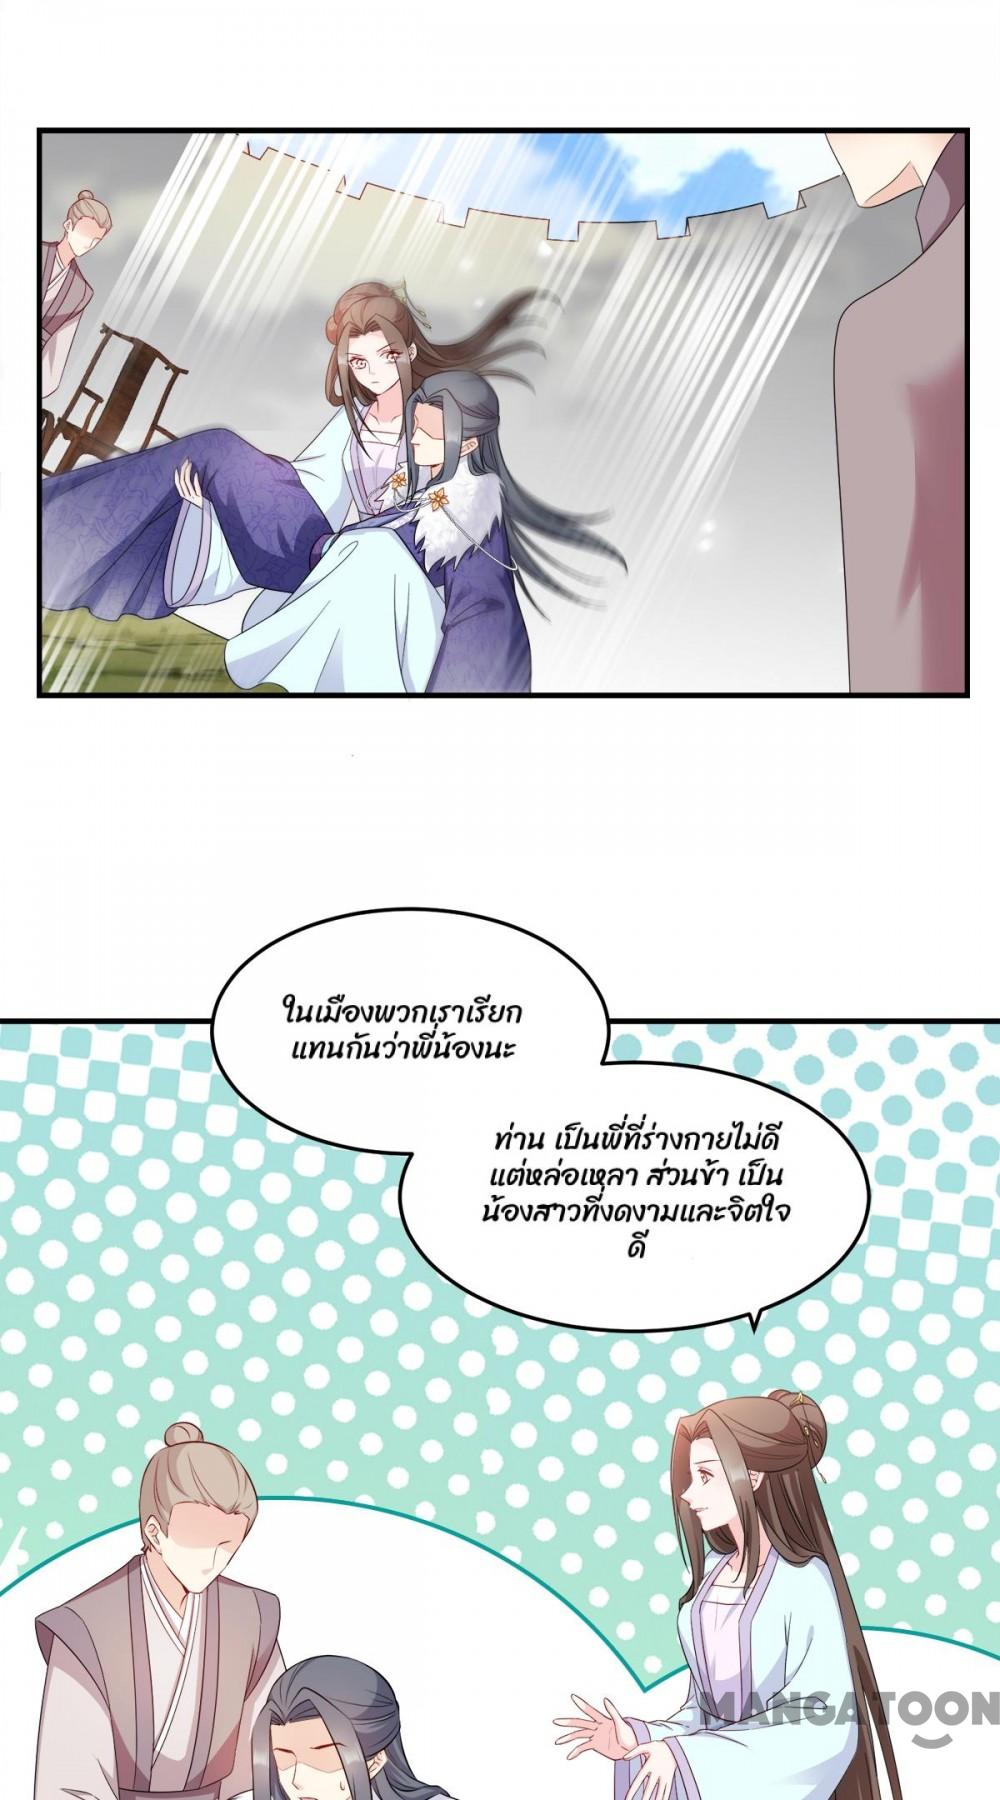 ในเมืองพวกเราเรียก
แทนกันว่าพี่น้องนะ
ท่าน เป็นพี่ที่ร่างกายไม่ดี
แต่หล่อเหลา ส่วนข้า เป็น
น้องสาวที่งดงามและจิตใจ
ดี
MANGATOON